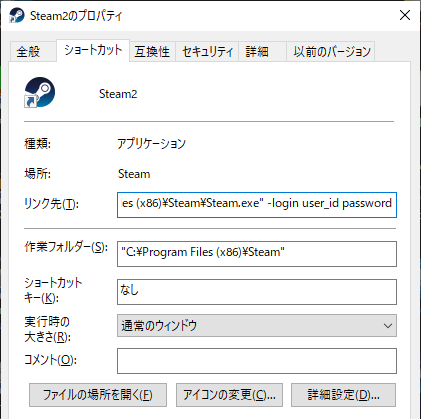 Steam2のプロパティ
全般 ショートカット 互換性 セキュリティ 詳細 以前のバージョン
Steam2
種類: アプリケーション
場所: Steam
リンク先(T): es (x86)¥Steam¥Steam.exe" -login user_id password
作業フォルダー(S): "C:¥Program Files (x86)¥Steam"
ショートカット
キー(K): なし
実行時の
大きさ(R): 通常のウィンドウ
コメント(O):
ファイルの場所を開く(F) アイコンの変更(C)... 詳細設定(D)...